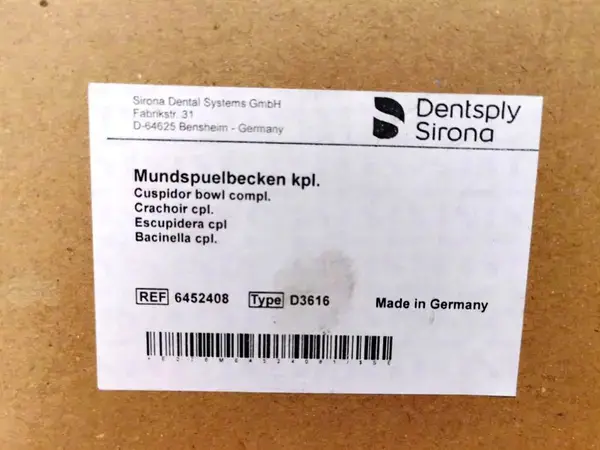 Sirona Dental Systems GmbH
Fabrikstr. 31
D-64625 Bensheim - Germany
Dentsply
Sirona
Mundspuelbecken kpl.
Cuspidor bowl compl.
Crachoir cpl.
Escupidera cpl
Bacinella cpl.
REF 6452408 Type D3616 Made in Germany